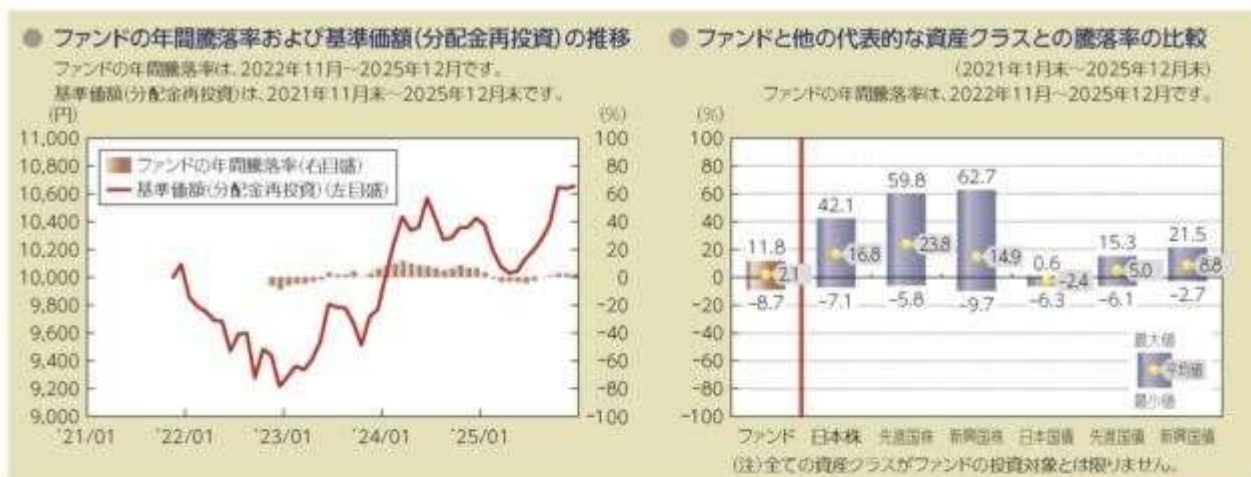 ● ファンドの年間騰落率および基準価額(分配金再投資)の推移
ファンドの年間騰落率は、2022年11月～2025年12月です。
基準価額(分配金再投資)は、2021年11月末～2025年12月末です。
(円)
(%)
11,000
10,800
10,600
10,400
10,200
10,000
9,800
9,600
9,400
9,200
9,000
100
80
60
40
20
0
-20
-40
-60
-80
-100
ファンドの年間騰落率(右目盛)
基準価額(分配金再投資)(左目盛)
'21/01 '22/01 '23/01 '24/01 '25/01
● ファンドと他の代表的な資産クラスとの騰落率の比較
(2021年1月末～2025年12月末)
ファンドの年間騰落率は、2022年11月～2025年12月です。
(%)
100
80
60
40
20
0
-20
-40
-60
-80
-100
11.8 42.1 59.8 62.7 0.6 15.3 21.5
2.1 16.8 23.8 14.9 -2.4 5.0 8.8
-8.7 -7.1 -5.8 -9.7 -6.3 -6.1 -2.7
最大値
平均値
最小値
ファンド 日本株 先進国株 新興国株 日本国債 先進国債 新興国債
(注)全ての資産クラスがファンドの投資対象とは限りません。